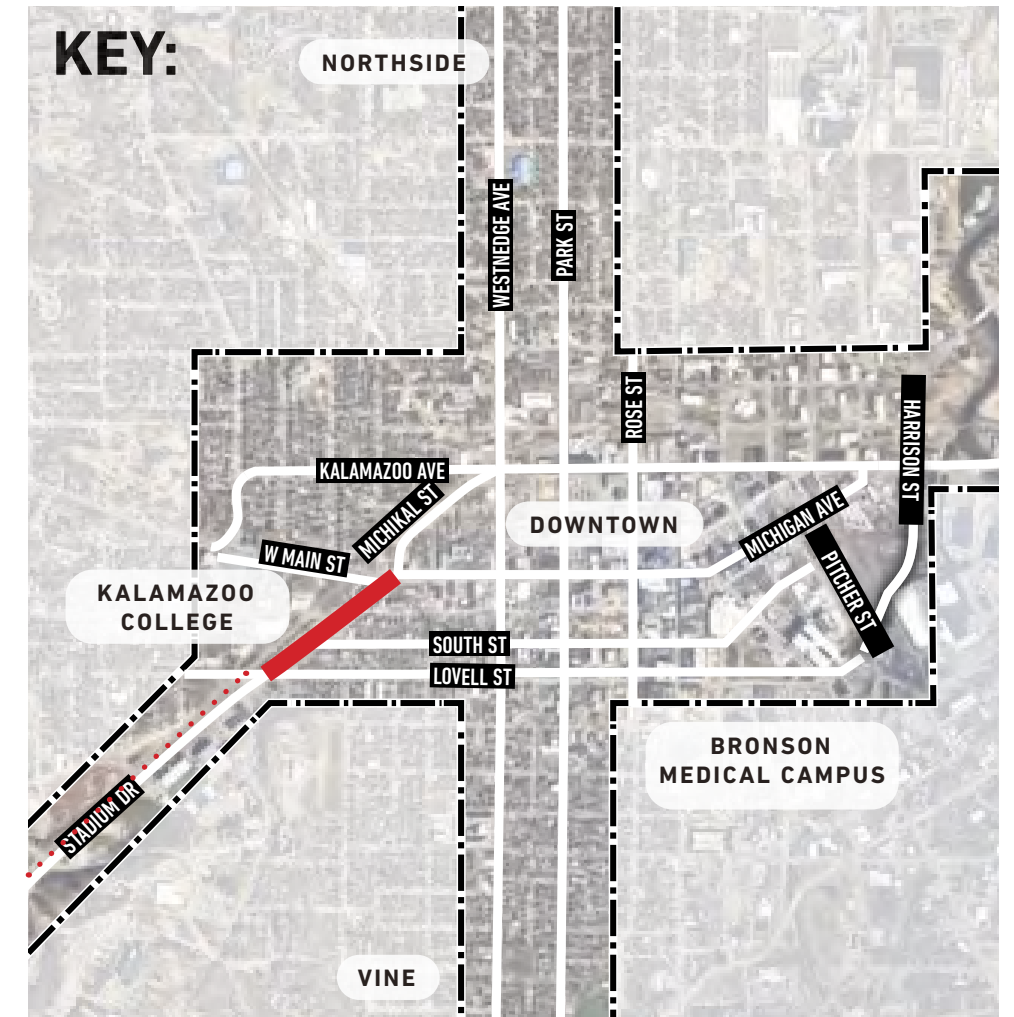 KEY:
NORTHSIDE
WESTNEDGE AVE
PARK ST
ROSE ST
HARRISON ST
KALAMAZOO AVE
MICHIKAL ST
W MAIN ST
DOWNTOWN
MICHIGAN AVE
PITCHER ST
KALAMAZOO
COLLEGE
SOUTH ST
LOVELL ST
BRONSON
MEDICAL CAMPUS
STADIUM DR
VINE